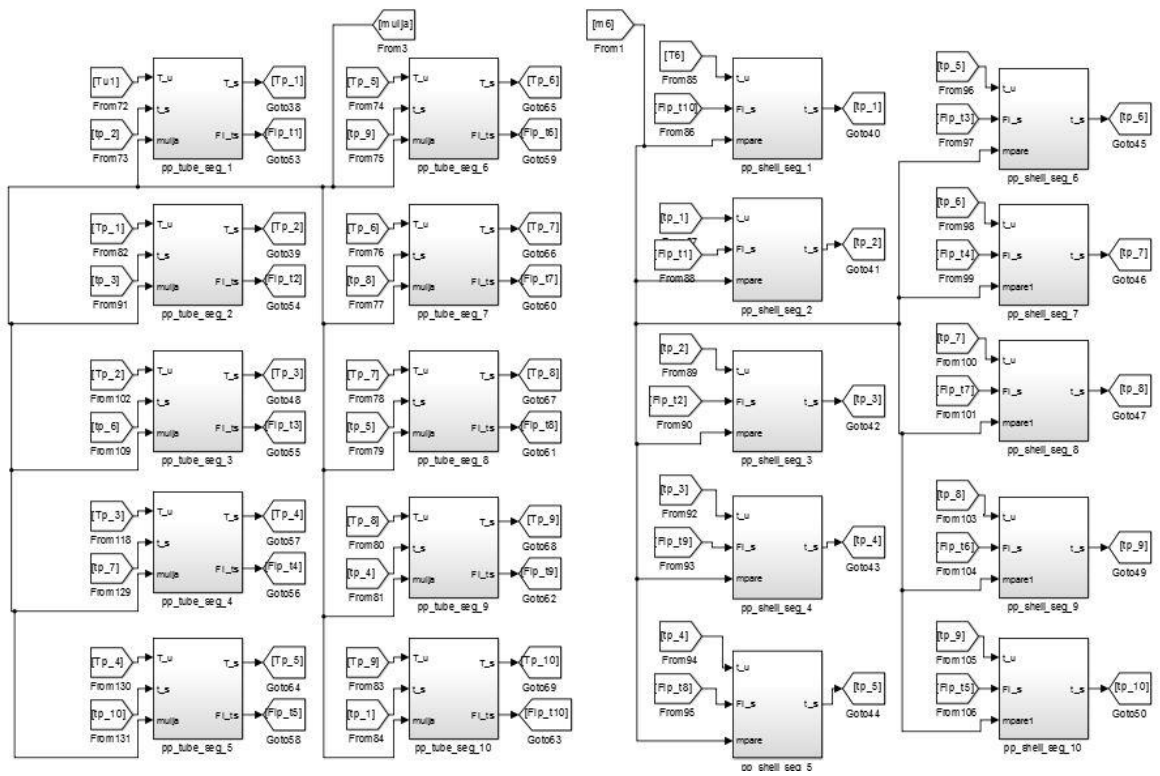 [mulja]
From3
[m6]
From1
[Tu1]
From72
[tp_2]
From73
T_u
t_s
mulja
T_s
Fl_ts
pp_tube_seg_1
[Tp_1]
Goto38
[Flp_t1]
Goto53
[Tp_5]
From74
[tp_9]
From75
T_u
t_s
mulja
T_s
Fl_ts
pp_tube_seg_6
[Tp_6]
Goto65
[Flp_t6]
Goto59
[T6]
From85
[Flp_t10]
From86
t_u
Fl_s
mpare
t_s
pp_shell_seg_1
[tp_1]
Goto40
[tp_5]
From96
[Flp_t3]
From97
t_u
Fl_s
mpare
t_s
pp_shell_seg_6
[tp_6]
Goto45
[Tp_1]
From82
[tp_3]
From91
T_u
t_s
mulja
T_s
Fl_ts
pp_tube_seg_2
[Tp_2]
Goto39
[Flp_t2]
Goto54
[Tp_6]
From76
[tp_8]
From77
T_u
t_s
mulja
T_s
Fl_ts
pp_tube_seg_7
[Tp_7]
Goto66
[Flp_t7]
Goto60
[tp_1]
[Flp_t1]
From88
t_u
Fl_s
mpare
t_s
pp_shell_seg_2
[tp_2]
Goto41
[tp_6]
From98
[Flp_t4]
From99
t_u
Fl_s
mpare1
t_s
pp_shell_seg_7
[tp_7]
Goto46
[Tp_2]
From102
[tp_6]
From109
T_u
t_s
mulja
T_s
Fl_ts
pp_tube_seg_3
[Tp_3]
Goto48
[Flp_t3]
Goto55
[Tp_7]
From78
[tp_5]
From79
T_u
t_s
mulja
T_s
Fl_ts
pp_tube_seg_8
[Tp_8]
Goto67
[Flp_t8]
Goto61
[tp_2]
From89
[Flp_t2]
From90
t_u
Fl_s
mpare
t_s
pp_shell_seg_3
[tp_3]
Goto42
[tp_7]
From100
[Flp_t7]
From101
t_u
Fl_s
mpare1
t_s
pp_shell_seg_8
[tp_8]
Goto47
[Tp_3]
From118
[tp_7]
From129
T_u
t_s
mulja
T_s
Fl_ts
pp_tube_seg_4
[Tp_4]
Goto57
[Flp_t4]
Goto56
[Tp_8]
From80
[tp_4]
From81
T_u
t_s
mulja
T_s
Fl_ts
pp_tube_seg_9
[Tp_9]
Goto68
[Flp_t9]
Goto62
[tp_3]
From92
[Flp_t9]
From93
t_u
Fl_s
mpare
t_s
pp_shell_seg_4
[tp_4]
Goto43
[tp_8]
From103
[Flp_t6]
From104
t_u
Fl_s
mpare1
t_s
pp_shell_seg_9
[tp_9]
Goto49
[Tp_4]
From130
[tp_10]
From131
T_u
t_s
mulja
T_s
Fl_ts
pp_tube_seg_5
[Tp_5]
Goto64
[Flp_t5]
Goto58
[Tp_9]
From83
[tp_1]
From84
T_u
t_s
mulja
T_s
Fl_ts
pp_tube_seg_10
[Tp_10]
Goto69
[Flp_t10]
Goto63
[tp_4]
From94
[Flp_t8]
From95
t_u
Fl_s
mpare
t_s
pp_shell_seg_5
[tp_5]
Goto44
[tp_9]
From105
[Flp_t5]
From106
t_u
Fl_s
mpare1
t_s
pp_shell_seg_10
[tp_10]
Goto50